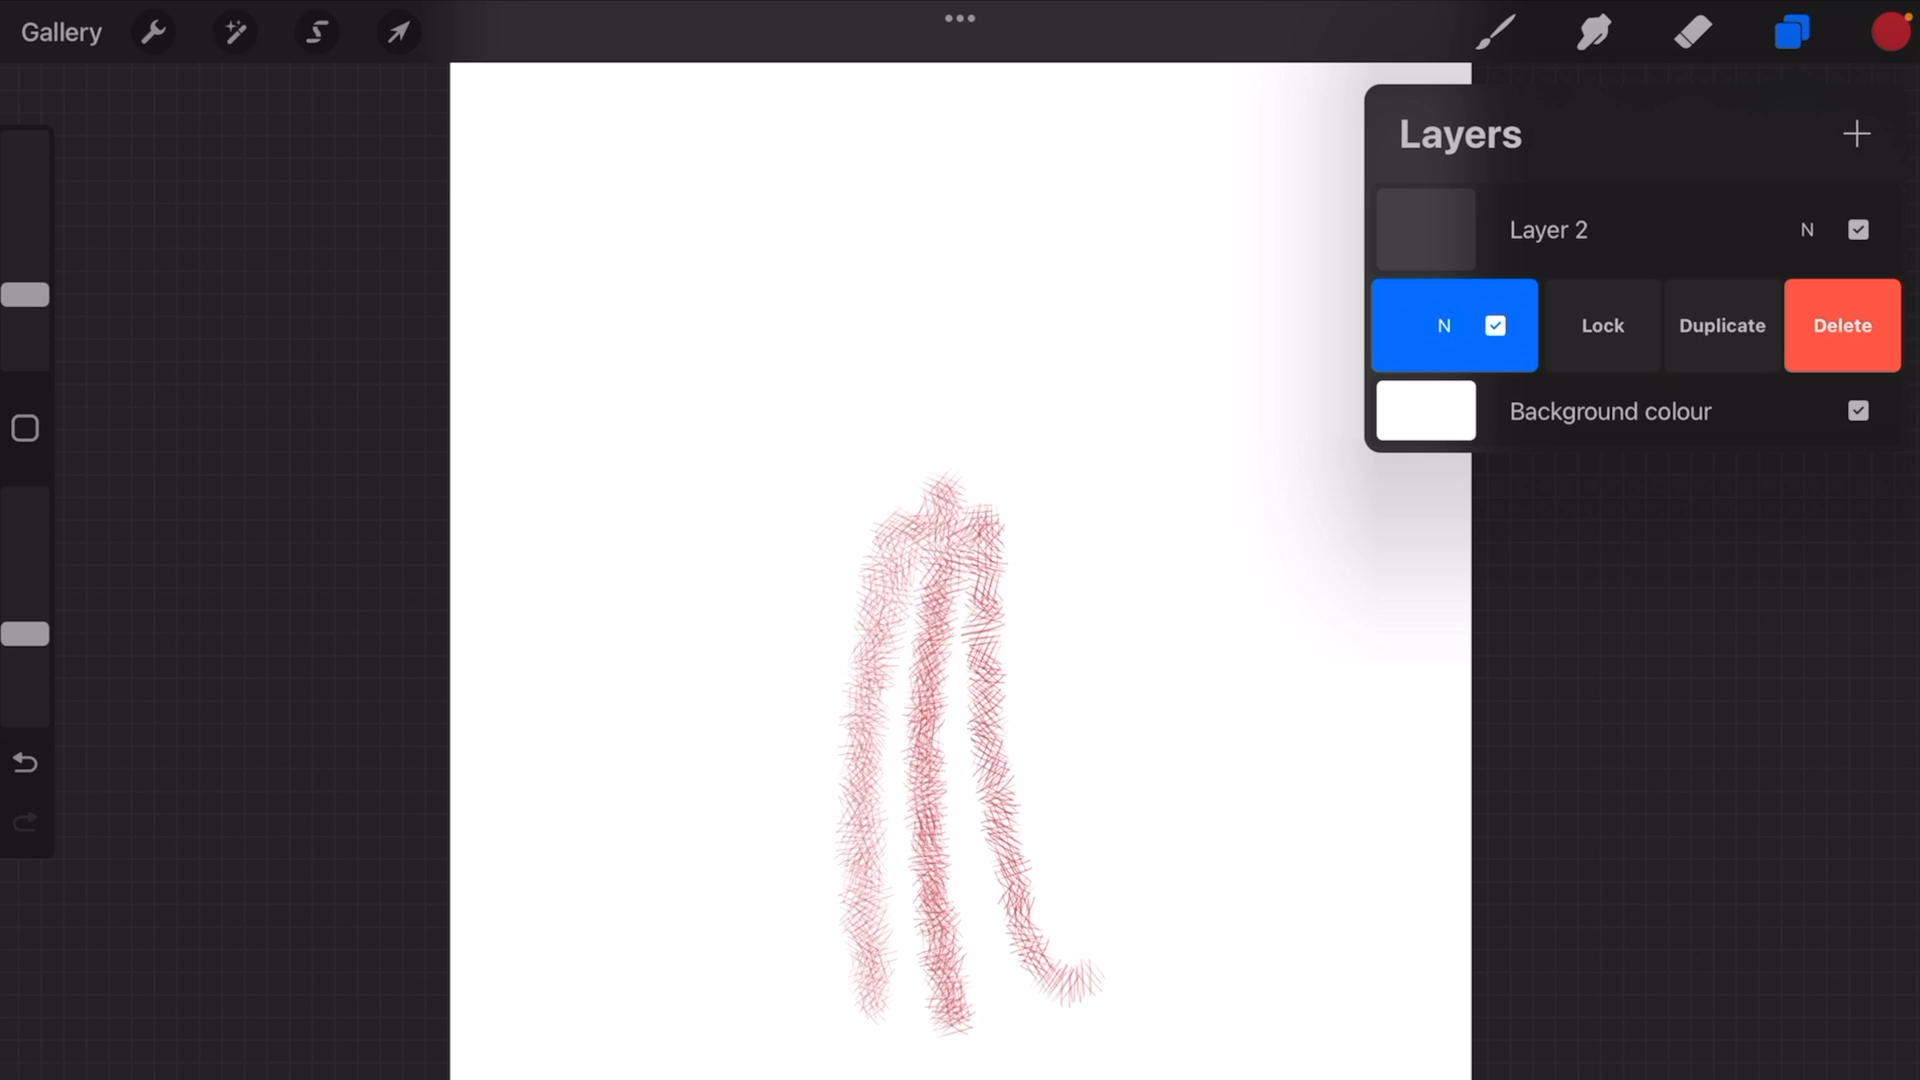 Gallery
Layers
Layer 2 N
N Lock Duplicate Delete
Background colour